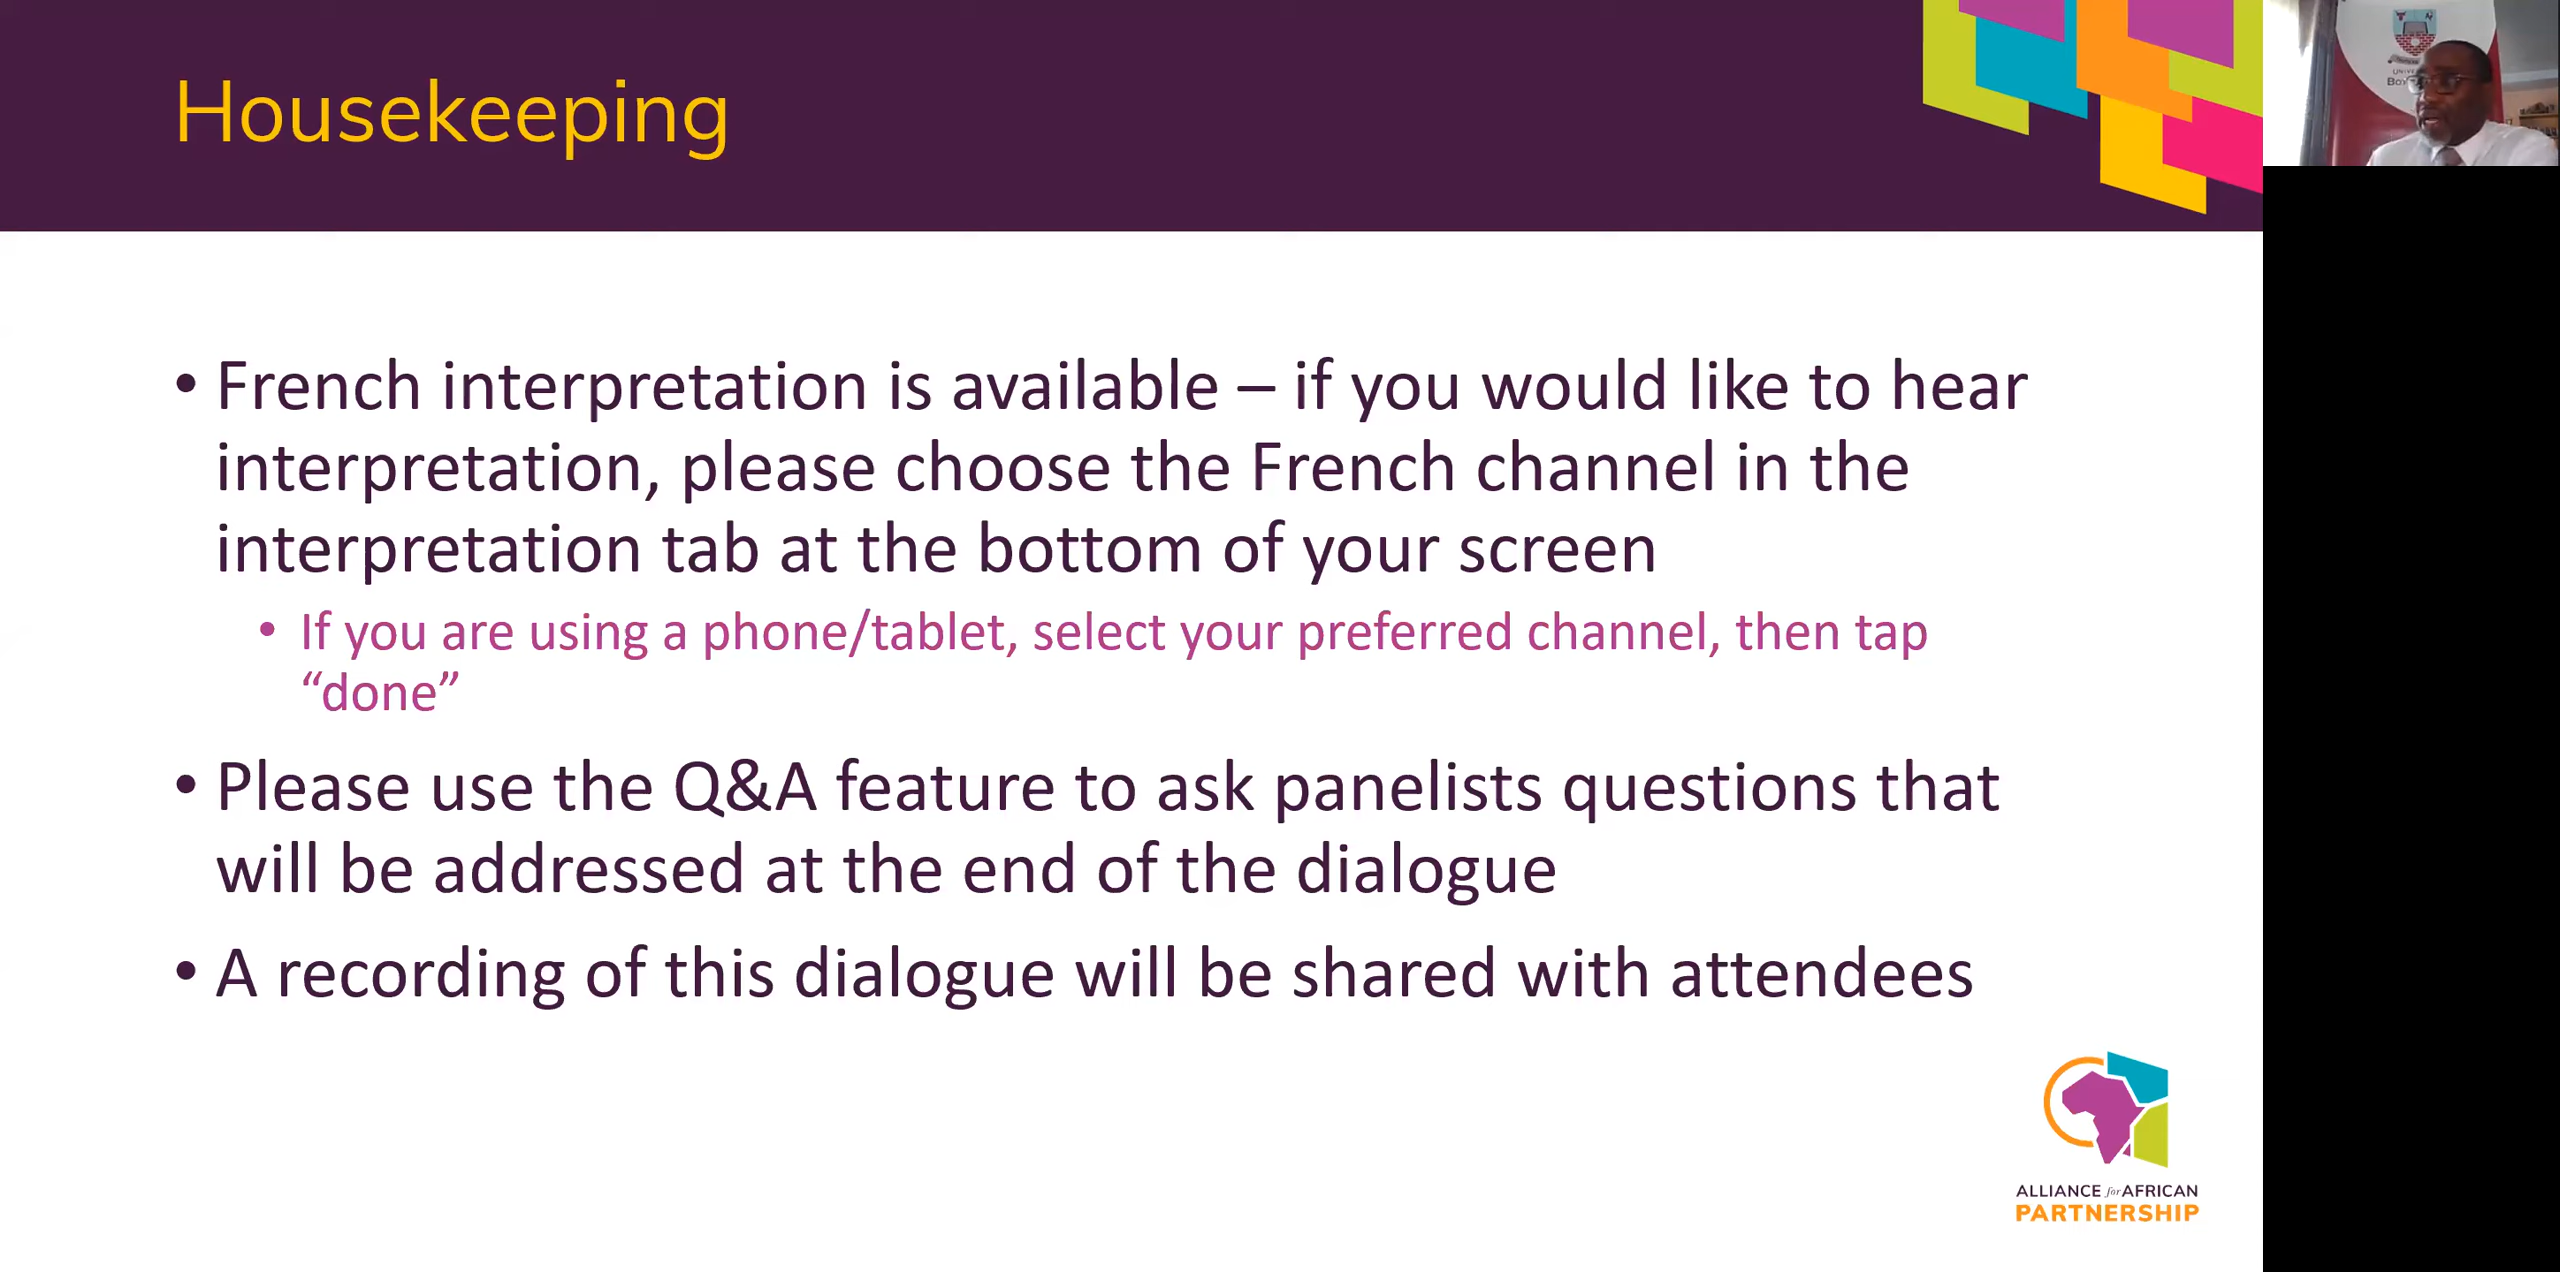 Housekeeping
• French interpretation is available – if you would like to hear
interpretation, please choose the French channel in the
interpretation tab at the bottom of your screen
• If you are using a phone/tablet, select your preferred channel, then tap
“done”
• Please use the Q&A feature to ask panelists questions that
will be addressed at the end of the dialogue
• A recording of this dialogue will be shared with attendees
ALLIANCE for AFRICAN
PARTNERSHIP